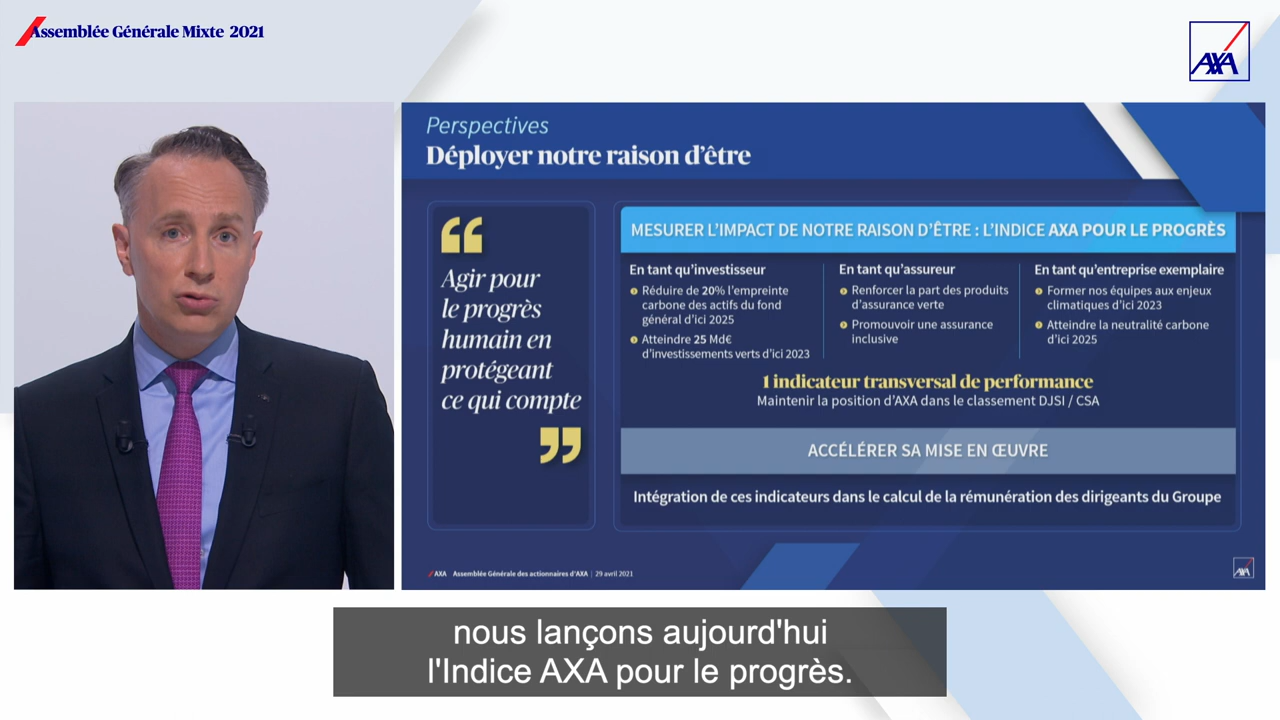 Assemblée Générale Mixte 2021
AXA
Perspectives
Déployer notre raison d'être
“
Agir pour
le progrès
humain en
protégeant
ce qui compte
”
MESURER L'IMPACT DE NOTRE RAISON D'ÊTRE : L'INDICE AXA POUR LE PROGRÈS
En tant qu'investisseur
Réduire de 20% l'empreinte
carbone des actifs du fond
général d'ici 2025
Atteindre 25 Md€
d'investissements verts d'ici 2023
En tant qu'assureur
Renforcer la part des produits
d'assurance verte
Promouvoir une assurance
inclusive
En tant qu'entreprise exemplaire
Former nos équipes aux enjeux
climatiques d'ici 2023
Atteindre la neutralité carbone
d'ici 2025
1 indicateur transversal de performance
Maintenir la position d'AXA dans le classement DJSI / CSA
ACCÉLÉRER SA MISE EN ŒUVRE
Intégration de ces indicateurs dans le calcul de la rémunération des dirigeants du Groupe
AXA Assemblée Générale des actionnaires d'AXA | 29 avril 2021
AXA
nous lançons aujourd'hui
l'Indice AXA pour le progrès.